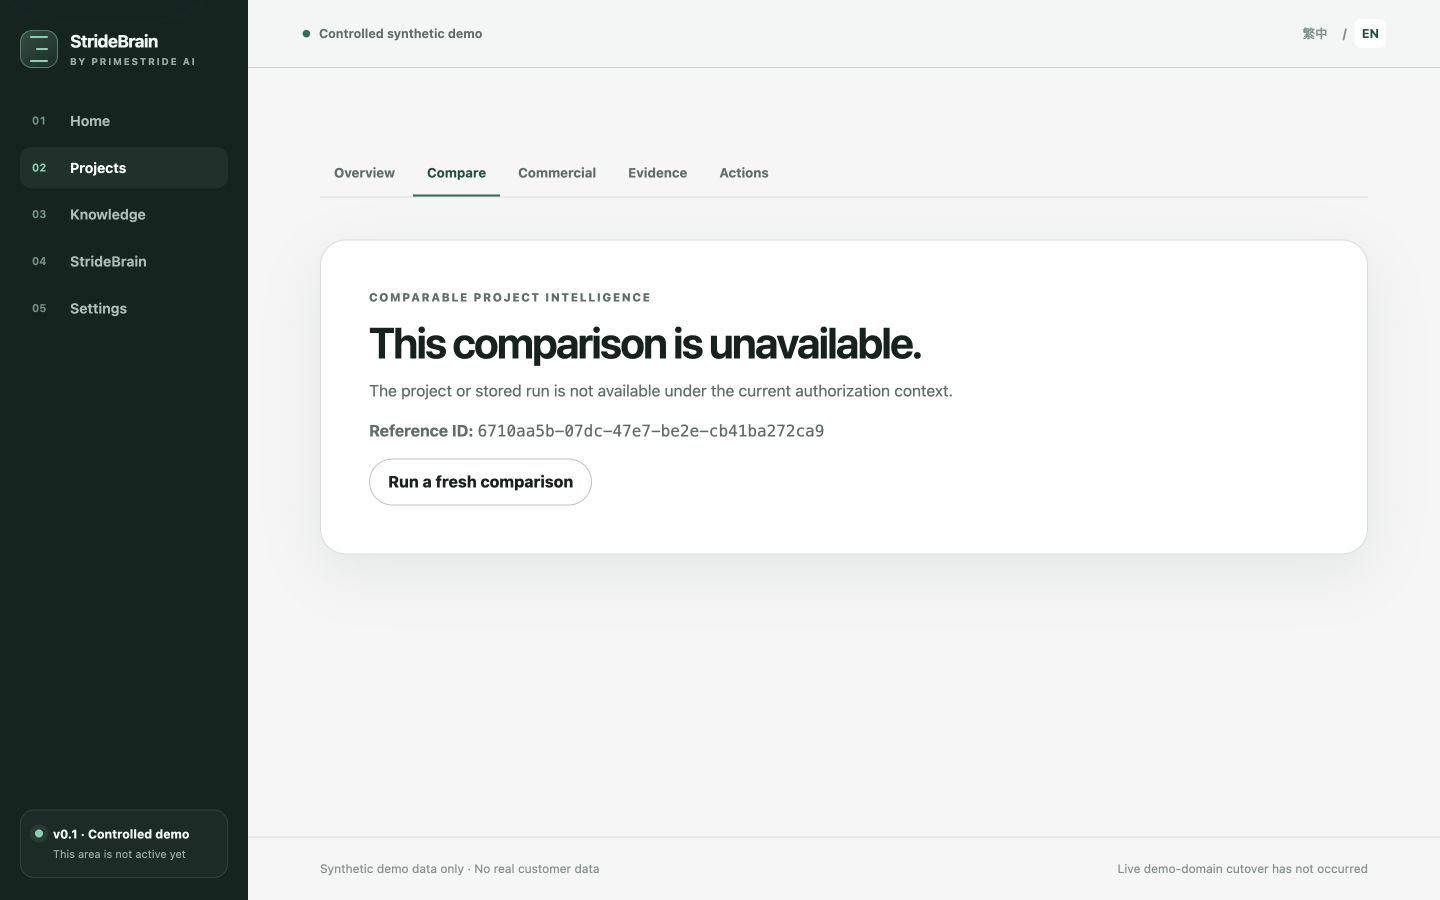 StrideBrain
BY PRIMESTRIDE AI
01 Home
02 Projects
03 Knowledge
04 StrideBrain
05 Settings
v0.1 · Controlled demo
This area is not active yet
Controlled synthetic demo
繁中 / EN
Overview Compare Commercial Evidence Actions
COMPARABLE PROJECT INTELLIGENCE
This comparison is unavailable.
The project or stored run is not available under the current authorization context.
Reference ID: 6710aa5b-07dc-47e7-be2e-cb41ba272ca9
Run a fresh comparison
Synthetic demo data only · No real customer data
Live demo-domain cutover has not occurred